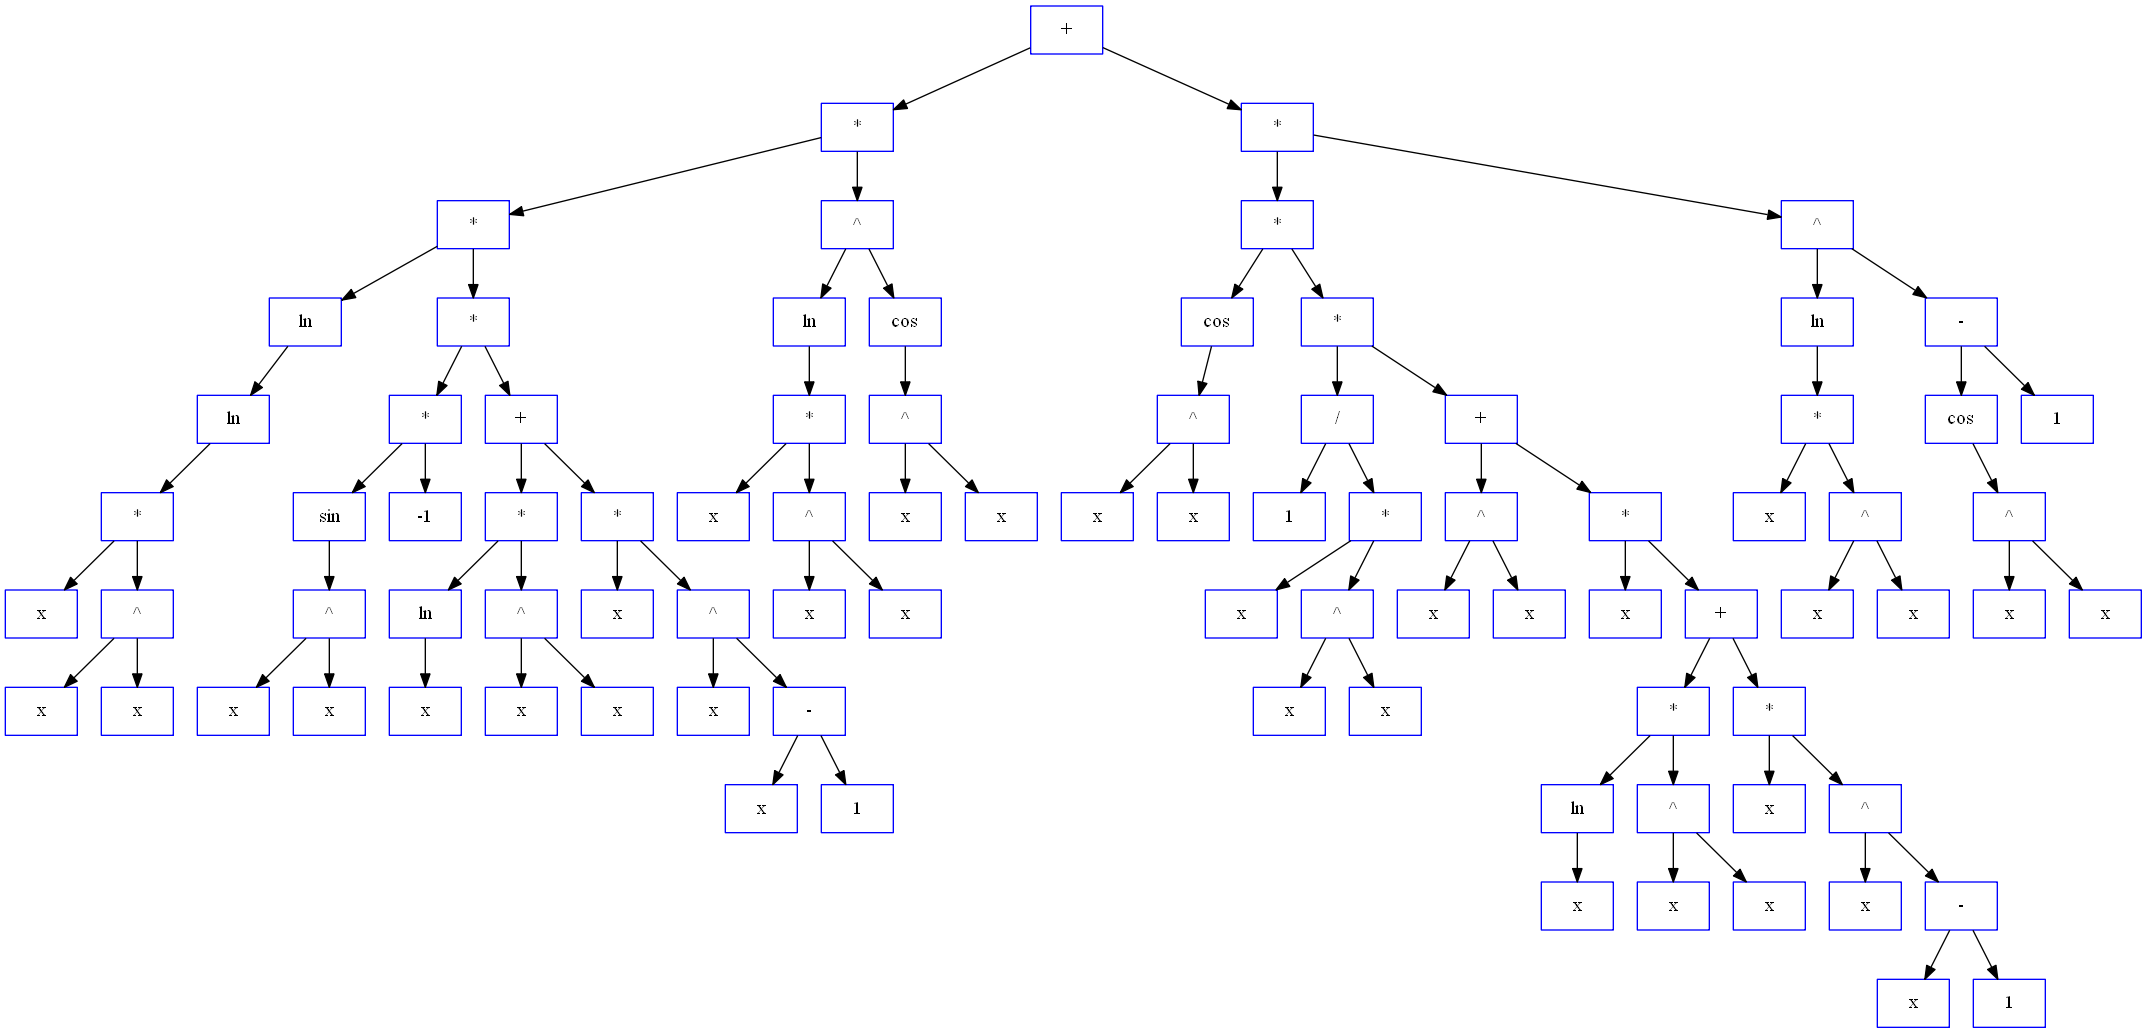 +
* *
* ^ * ^
ln * ln cos cos * ln -
ln * + * ^ ^ / + * cos 1
* sin -1 * * x ^ x x x x 1 * ^ * x ^ ^
x ^ ^ ln ^ x ^ x x x ^ x x x + x x x x
x x x x x x x x - x x * *
x 1 ln ^ x ^
x x x x -
x 1